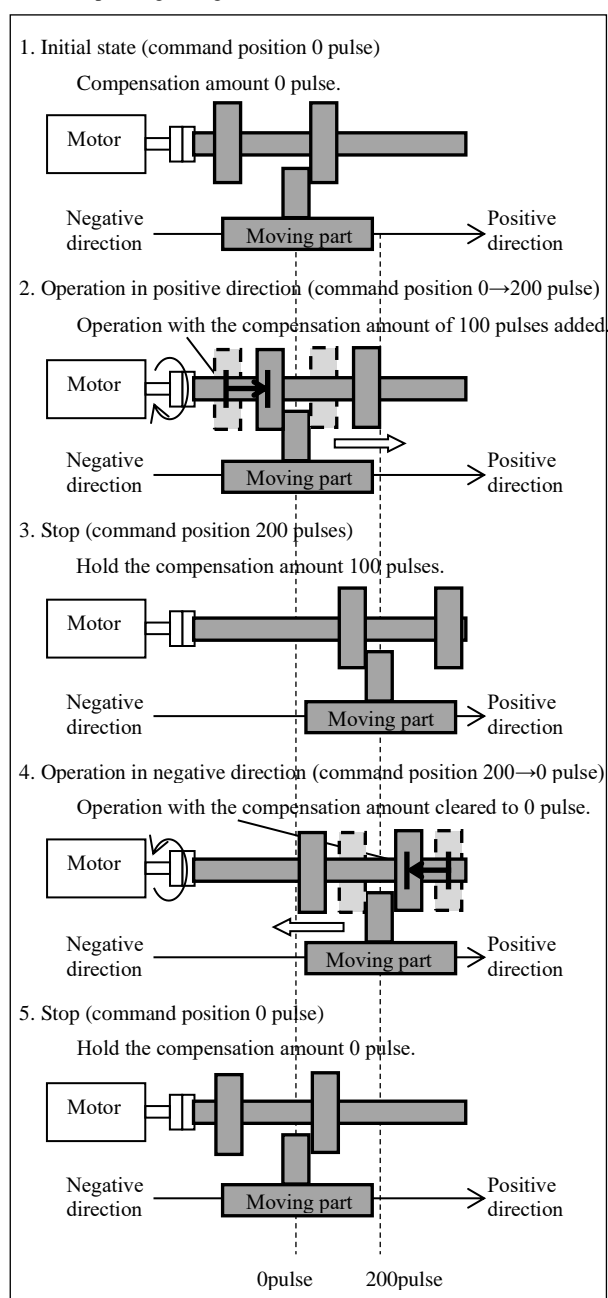 1. Initial state (command position 0 pulse)
Compensation amount 0 pulse.
Motor
Negative
direction
Moving part
Positive
direction
2. Operation in positive direction (command position 0→200 pulse)
Operation with the compensation amount of 100 pulses added.
Motor
Negative
direction
Moving part
Positive
direction
3. Stop (command position 200 pulses)
Hold the compensation amount 100 pulses.
Motor
Negative
direction
Moving part
Positive
direction
4. Operation in negative direction (command position 200→0 pulse)
Operation with the compensation amount cleared to 0 pulse.
Motor
Negative
direction
Moving part
Positive
direction
5. Stop (command position 0 pulse)
Hold the compensation amount 0 pulse.
Motor
Negative
direction
Moving part
Positive
direction
0pulse 200pulse